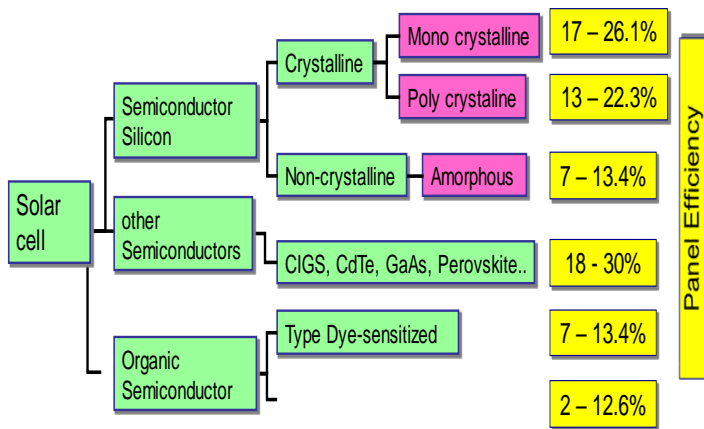 Mono crystalline
17 – 26.1%
Crystalline
Poly crystaline
13 – 22.3%
Semiconductor
Silicon
Non-crystalline
Amorphous
7 – 13.4%
Solar
cell
other
Semiconductors
CIGS, CdTe, GaAs, Perovskite..
18 - 30%
Type Dye-sensitized
7 – 13.4%
Organic
Semiconductor
2 – 12.6%
Panel Efficiency